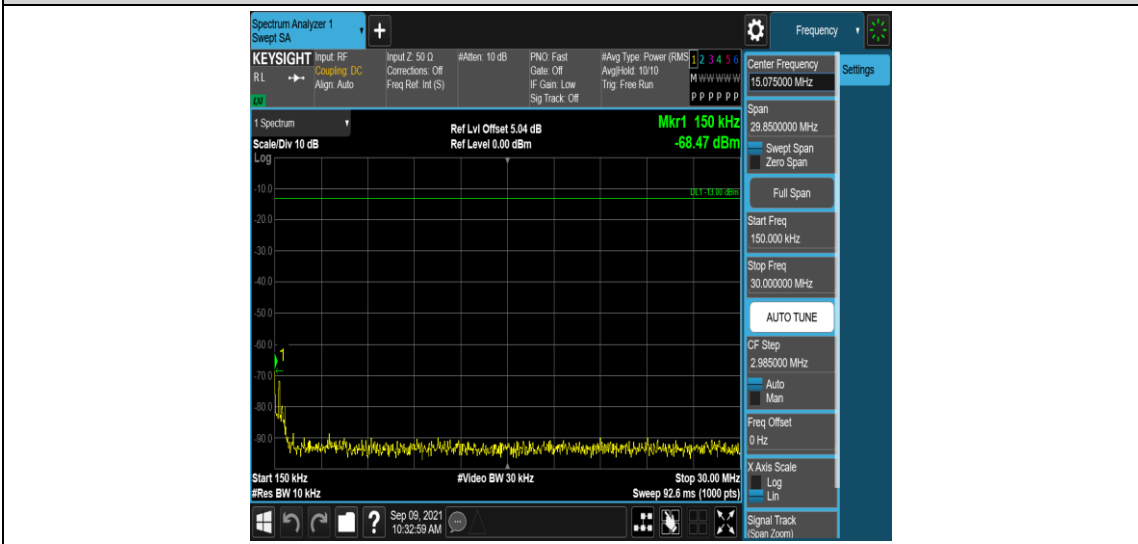 Spectrum Analyzer 1
Swept SA
+
Frequency
KEYSIGHT
RL
LXI
Input: RF
Coupling: DC
Align: Auto
Input Z: 50 Ω
Corrections: Off
Freq Ref: Int (S)
#Atten: 10 dB
PNO: Fast
Gate: Off
IF Gain: Low
Sig Track: Off
#Avg Type: Power (RMS
Avg|Hold: 10/10
Trig: Free Run
1 2 3 4 5 6
M W W W W W
P P P P P P
Center Frequency
15.075000 MHz
Settings
1 Spectrum
Scale/Div 10 dB
Ref Lvl Offset 5.04 dB
Ref Level 0.00 dBm
Mkr1 150 kHz
-68.47 dBm
Log
-10.0
DL1 -13.00 dBm
-20.0
-30.0
-40.0
-50.0
-60.0
1
-70.0
-80.0
-90.0
Start 150 kHz
#Video BW 30 kHz
Stop 30.00 MHz
#Res BW 10 kHz
Sweep 92.6 ms (1000 pts)
Span
29.8500000 MHz
Swept Span
Zero Span
Full Span
Start Freq
150.000 kHz
Stop Freq
30.000000 MHz
AUTO TUNE
CF Step
2.985000 MHz
Auto
Man
Freq Offset
0 Hz
X Axis Scale
Log
Lin
Signal Track
(Span Zoom)
?
Sep 09, 2021
10:32:59 AM